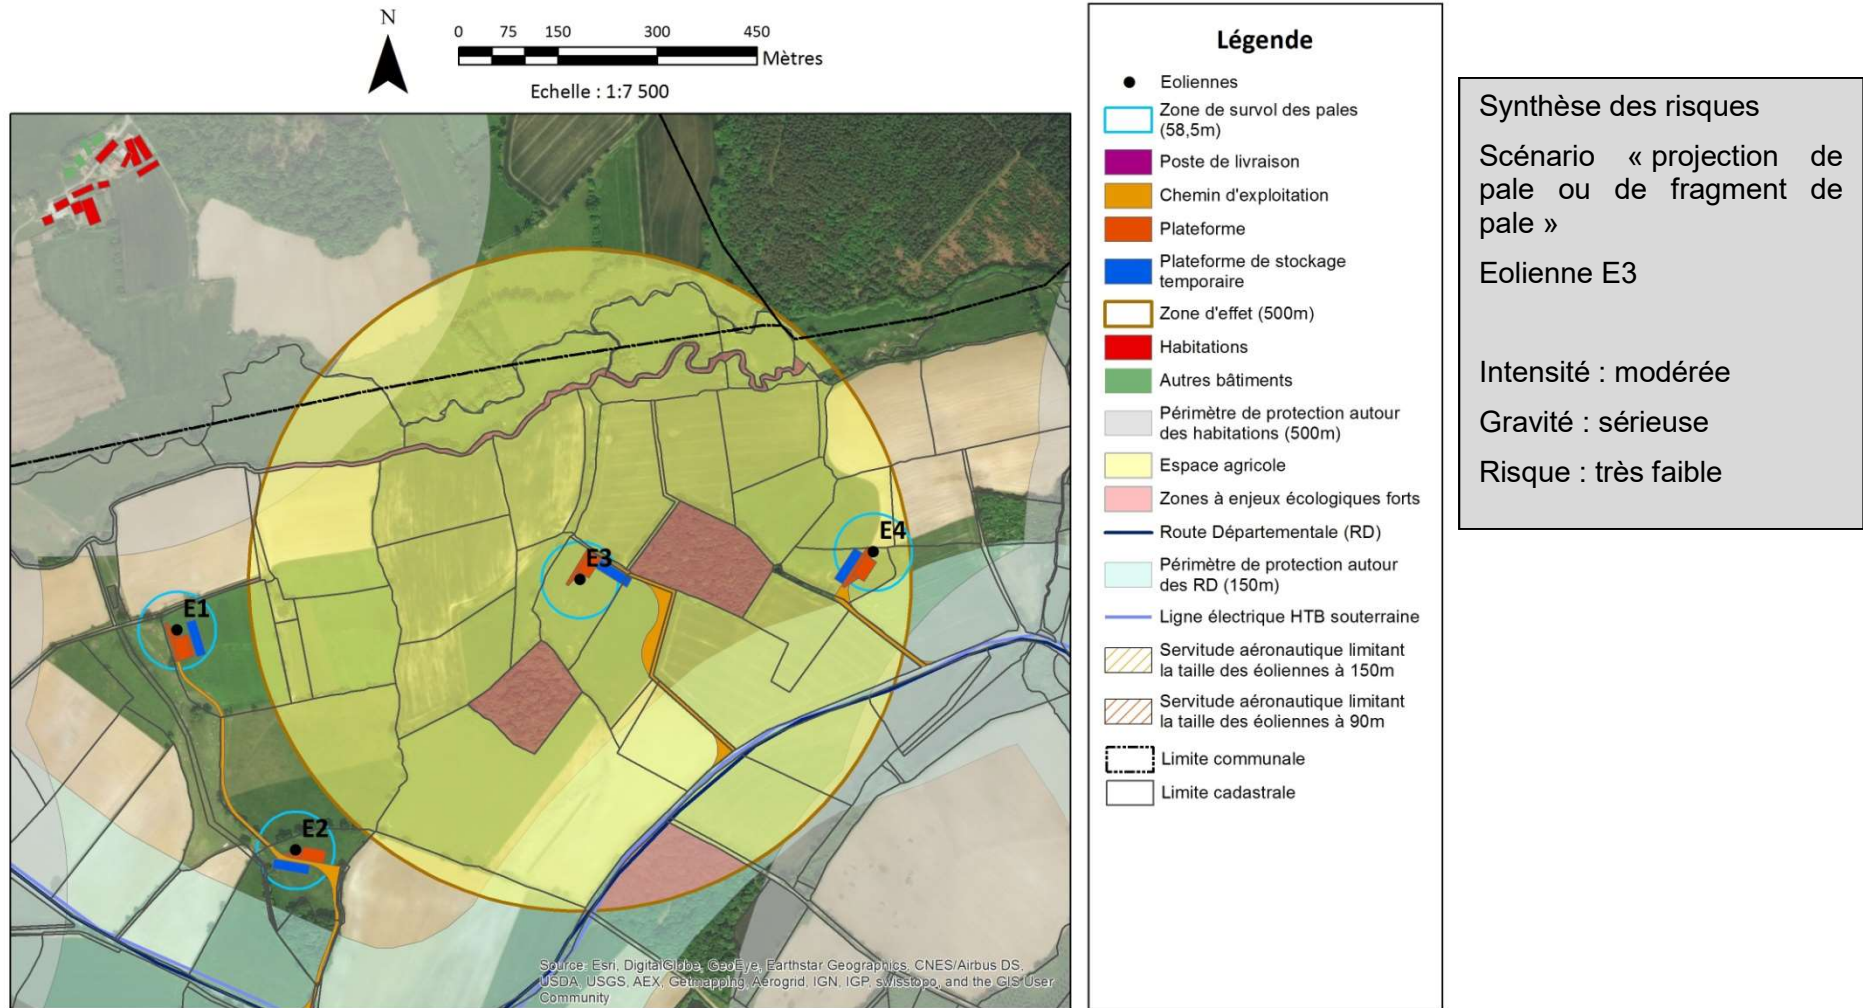 N
0 75 150 300 450
Mètres
Echelle : 1:7 500
E1
E2
E3
E4
Source: Esri, DigitalGlobe, GeoEye, Earthstar Geographics, CNES/Airbus DS,
USDA, USGS, AEX, Getmapping, Aerogrid, IGN, IGP, swisstopo, and the GIS User
Community
Légende
Eoliennes
Zone de survol des pales
(58,5m)
Poste de livraison
Chemin d'exploitation
Plateforme
Plateforme de stockage
temporaire
Zone d'effet (500m)
Habitations
Autres bâtiments
Périmètre de protection autour
des habitations (500m)
Espace agricole
Zones à enjeux écologiques forts
Route Départementale (RD)
Périmètre de protection autour
des RD (150m)
Ligne électrique HTB souterraine
Servitude aéronautique limitant
la taille des éoliennes à 150m
Servitude aéronautique limitant
la taille des éoliennes à 90m
Limite communale
Limite cadastrale
Synthèse des risques
Scénario « projection de
pale ou de fragment de
pale »
Eolienne E3
Intensité : modérée
Gravité : sérieuse
Risque : très faible